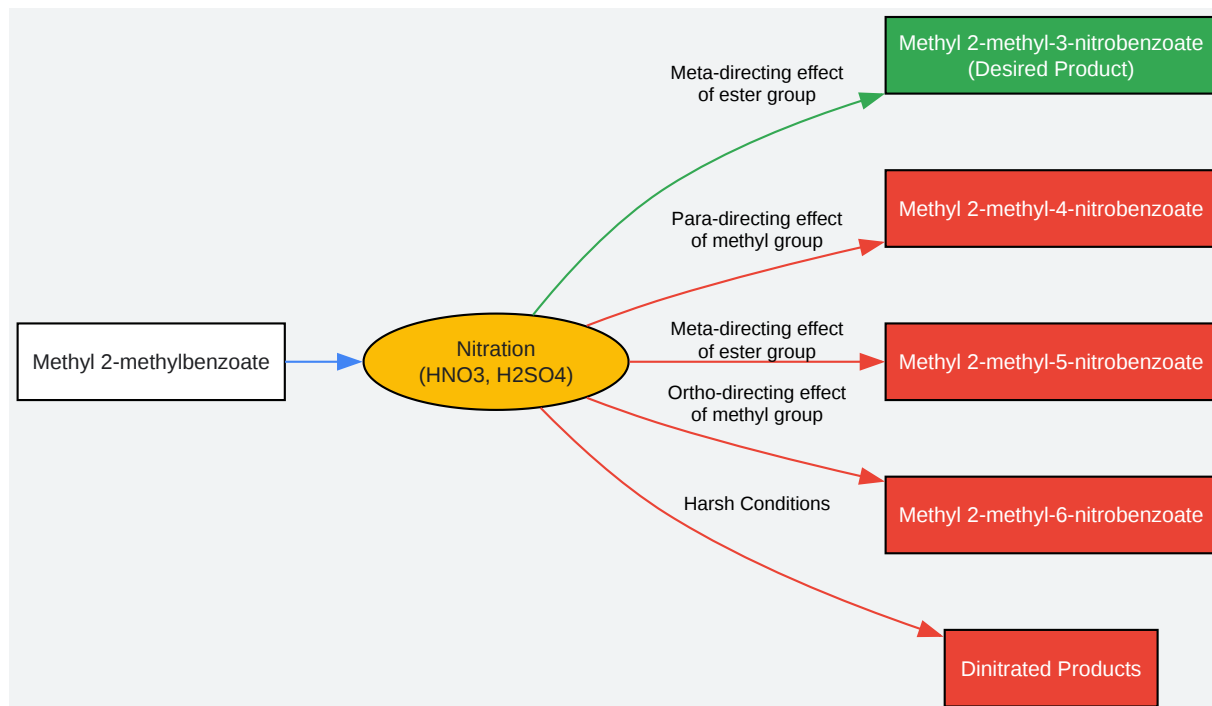 Methyl 2-methyl-3-nitrobenzoate
(Desired Product)
Meta-directing effect
of ester group
Methyl 2-methyl-4-nitrobenzoate
Para-directing effect
of methyl group
Methyl 2-methylbenzoate
Nitration
(HNO3, H2SO4)
Meta-directing effect
of ester group
Methyl 2-methyl-5-nitrobenzoate
Ortho-directing effect
of methyl group
Methyl 2-methyl-6-nitrobenzoate
Harsh Conditions
Dinitrated Products